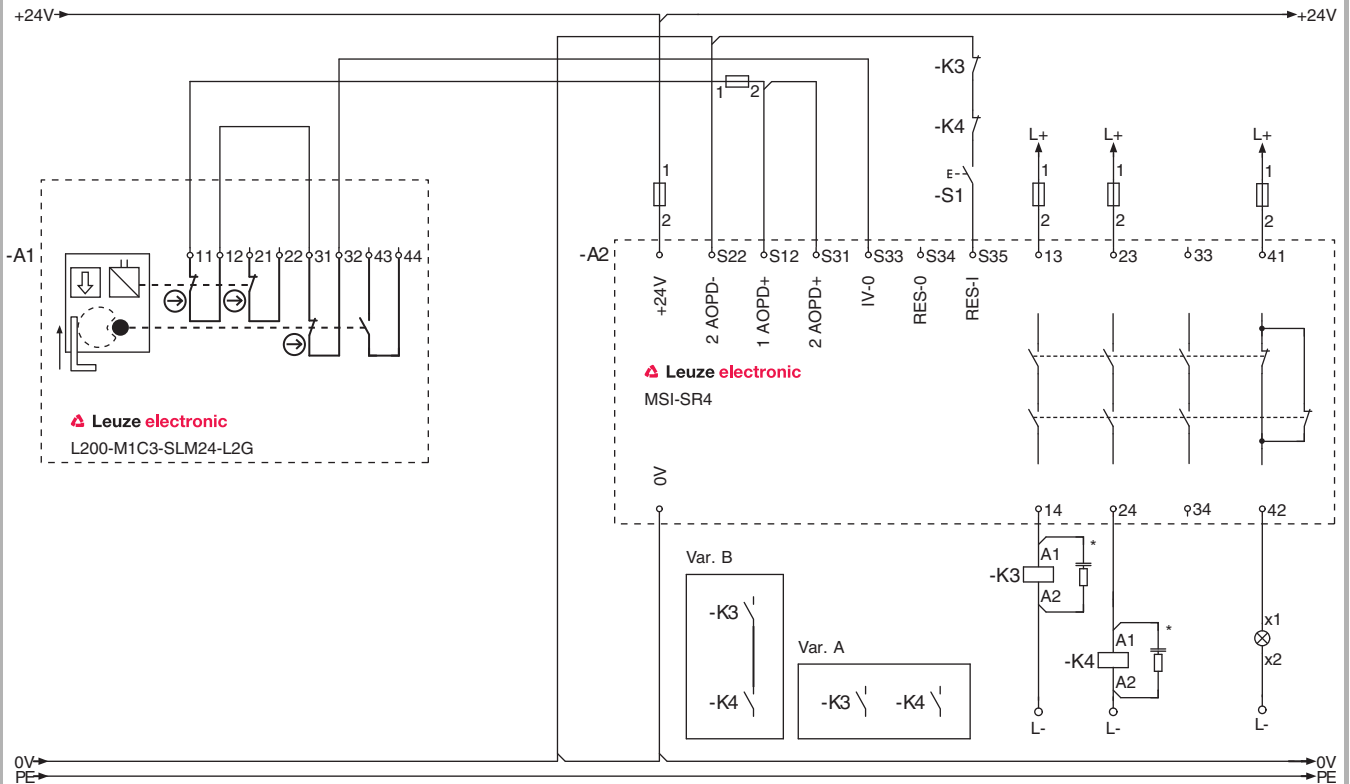 +24V +24V
-K3
1 2
-K4
L+ L+ L+
1 1 1 1
E
-S1
2 2 2 2
-A1 11 12 21 22 31 32 43 44
-A2 S22 S12 S31 S33 S34 S35 13 23 33 41
+24V
2 AOPD-
1 AOPD+
2 AOPD+
IV-0
RES-0
RES-I
Leuze electronic
MSI-SR4
Leuze electronic
L200-M1C3-SLM24-L2G
0V
14 24 34 42
Var. B
-K3
-K4
Var. A
-K3 -K4
A1 *
-K3
A2
A1 *
-K4
A2
x1
x2
L- L- L-
0V 0V
PE PE